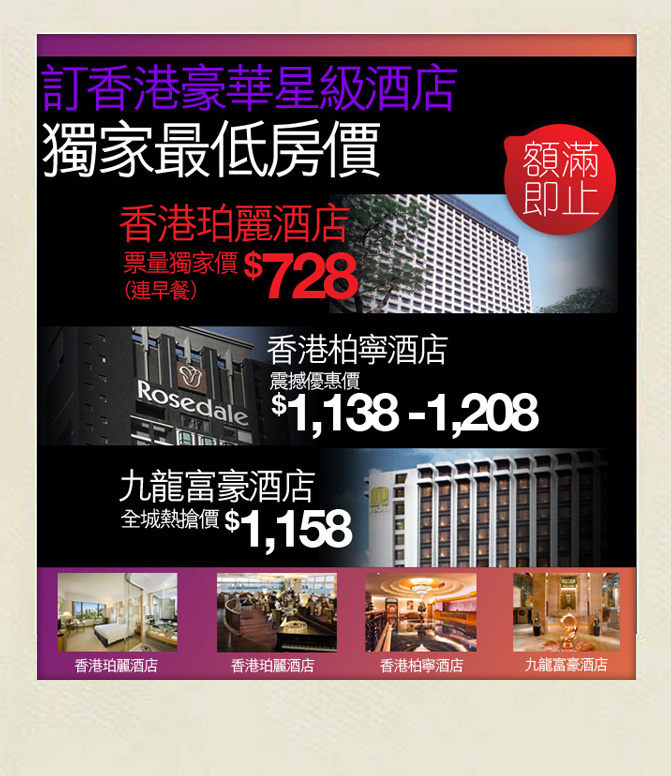 訂香港豪華星級酒店
獨家最低房價
額滿
即止
香港珀麗酒店
票量獨家價 $728
(連早餐)
Rosedale
香港柏寧酒店
震撼優惠價
$1,138 -1,208
九龍富豪酒店
全城熱搶價 $1,158
香港珀麗酒店
香港珀麗酒店
香港柏寧酒店
九龍富豪酒店